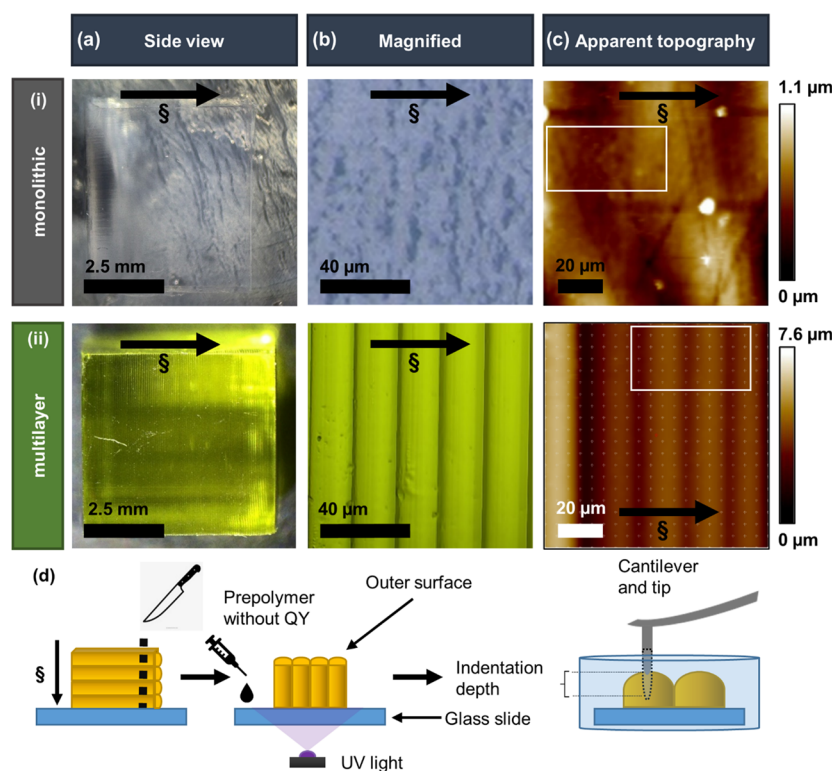 (a) Side view
(b) Magnified
(c) Apparent topography
(i)
monolithic
§
2.5 mm
§
40 µm
§
20 µm
1.1 µm
0 µm
(ii)
multilayer
§
2.5 mm
§
40 µm
§
20 µm
7.6 µm
0 µm
(d)
§
Prepolymer
without QY
Outer surface
Glass slide
UV light
Indentation
depth
Cantilever
and tip